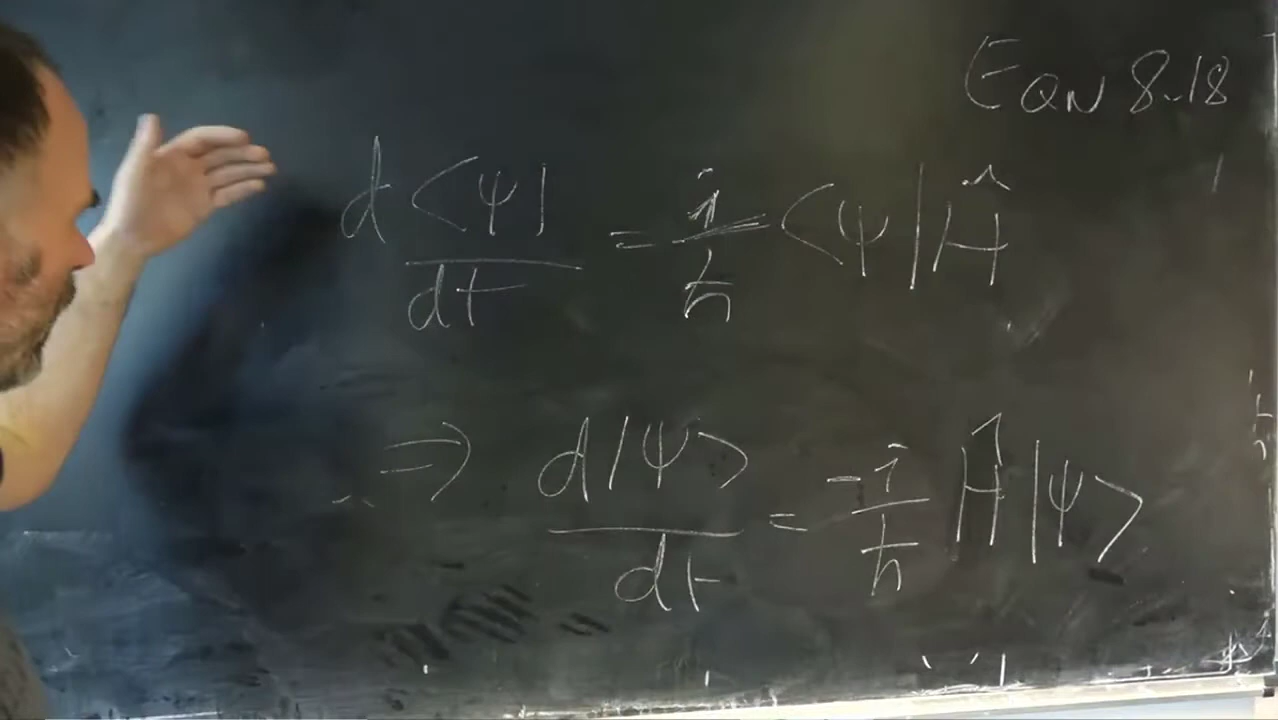 EQN 8.18
d⟨ψ|/dt = i/ħ ⟨ψ|Ĥ
⇒ d|ψ⟩/dt = -i/ħ Ĥ|ψ⟩